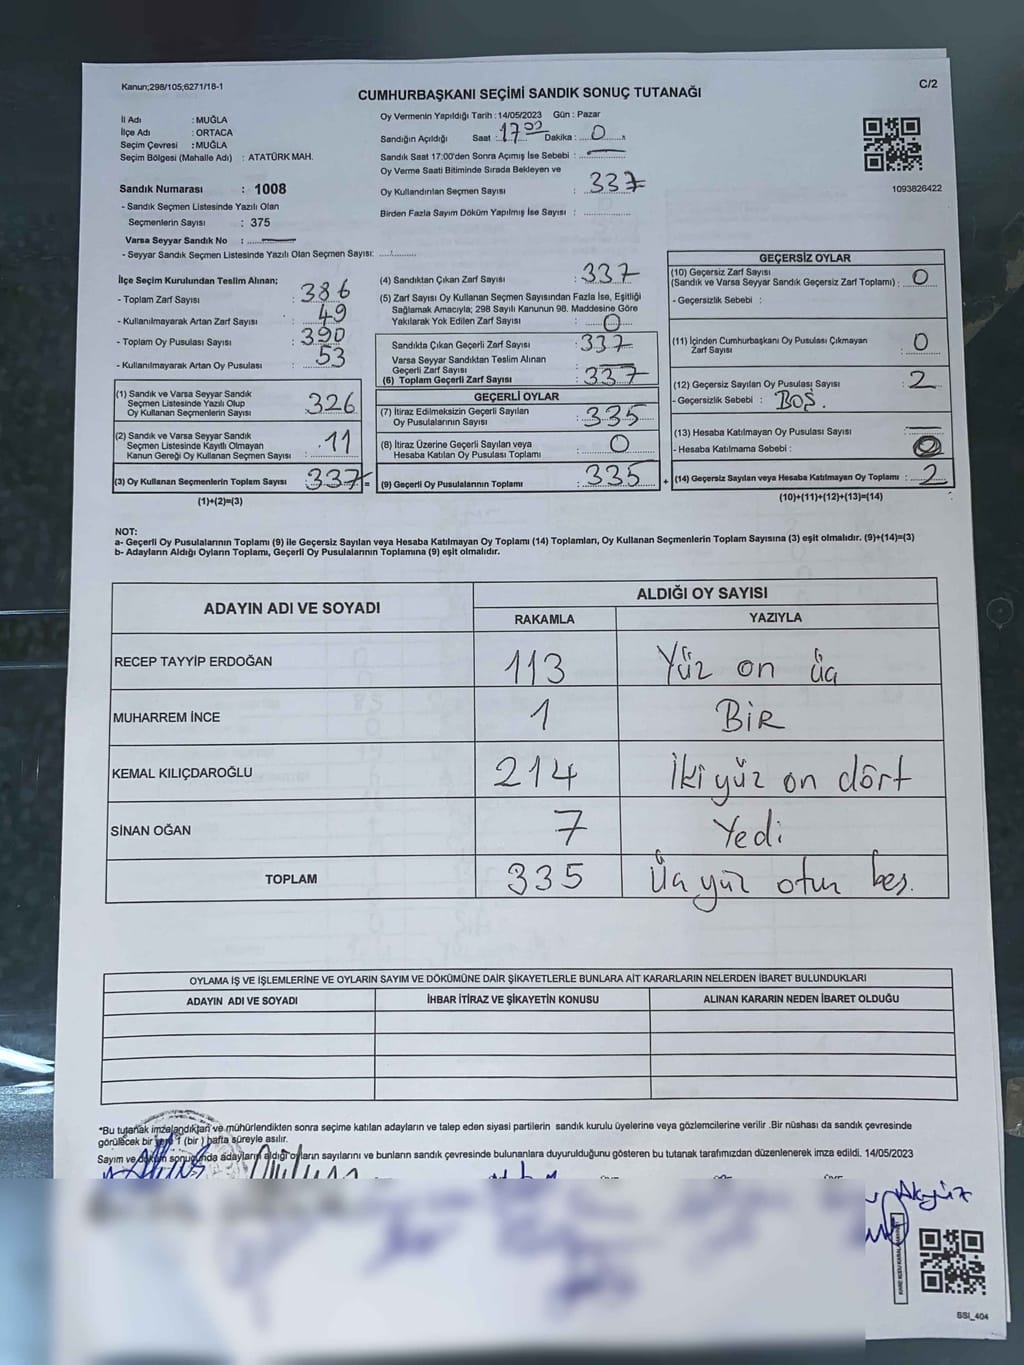 Kanun;298/105;6271/18-1
C/2
CUMHURBAŞKANI SEÇİMİ SANDIK SONUÇ TUTANAĞI
İl Adı : MUĞLA
İlçe Adı : ORTACA
Seçim Çevresi : MUĞLA
Seçim Bölgesi (Mahalle Adı) : ATATÜRK MAH.
Sandık Numarası : 1008
- Sandık Seçmen Listesinde Yazılı Olan
Seçmenlerin Sayısı : 375
Varsa Seyyar Sandık No :
- Seyyar Sandık Seçmen Listesinde Yazılı Olan Seçmen Sayısı:
Oy Vermenin Yapıldığı Tarih : 14/05/2023 Gün : Pazar
Sandığın Açıldığı Saat : 17 00 Dakika : 0
Sandık Saat 17:00'den Sonra Açımış İse Sebebi :
Oy Verme Saati Bitiminde Sırada Bekleyen ve
Oy Kullandırılan Seçmen Sayısı : 337
Birden Fazla Sayım Döküm Yapılmış İse Sayısı :
1093826422
İlçe Seçim Kurulundan Teslim Alınan;
- Toplam Zarf Sayısı : 386
- Kullanılmayarak Artan Zarf Sayısı : 49
- Toplam Oy Pusulası Sayısı : 390
- Kullanılmayarak Artan Oy Pusulası : 53
(1) Sandık ve Varsa Seyyar Sandık
Seçmen Listesinde Yazılı Olup
Oy Kullanan Seçmenlerin Sayısı : 326
(2) Sandık ve Varsa Seyyar Sandık
Seçmen Listesinde Kayıtlı Olmayan
Kanun Gereği Oy Kullanan Seçmen Sayısı : 11
(3) Oy Kullanan Seçmenlerin Toplam Sayısı : 337 =
(1)+(2)=(3)
(4) Sandıktan Çıkan Zarf Sayısı : 337
(5) Zarf Sayısı Oy Kullanan Seçmen Sayısından Fazla İse, Eşitliği
Sağlamak Amacıyla; 298 Sayılı Kanunun 98. Maddesine Göre
Yakılarak Yok Edilen Zarf Sayısı : 0
Sandıkta Çıkan Geçerli Zarf Sayısı : 337
Varsa Seyyar Sandıktan Teslim Alınan
Geçerli Zarf Sayısı :
(6) Toplam Geçerli Zarf Sayısı : 337
GEÇERLİ OYLAR
(7) İtiraz Edilmeksizin Geçerli Sayılan
Oy Pusulalarının Sayısı : 335
(8) İtiraz Üzerine Geçerli Sayılan veya
Hesaba Katılan Oy Pusulası Toplamı : 0
(9) Geçerli Oy Pusulalarının Toplamı : 335 +
GEÇERSİZ OYLAR
(10) Geçersiz Zarf Sayısı
(Sandık ve Varsa Seyyar Sandık Geçersiz Zarf Toplamı) : 0
- Geçersizlik Sebebi :
(11) İçinden Cumhurbaşkanı Oy Pusulası Çıkmayan
Zarf Sayısı : 0
(12) Geçersiz Sayılan Oy Pusulası Sayısı : 2
- Geçersizlik Sebebi : BOŞ.
(13) Hesaba Katılmayan Oy Pusulası Sayısı :
- Hesaba Katılmama Sebebi :
(14) Geçersiz Sayılan veya Hesaba Katılmayan Oy Toplamı : 2
(10)+(11)+(12)+(13)=(14)
NOT:
a- Geçerli Oy Pusulalarının Toplamı (9) ile Geçersiz Sayılan veya Hesaba Katılmayan Oy Toplamı (14) Toplamları, Oy Kullanan Seçmenlerin Toplam Sayısına (3) eşit olmalıdır. (9)+(14)=(3)
b- Adayların Aldığı Oyların Toplamı, Geçerli Oy Pusulalarının Toplamına (9) eşit olmalıdır.
ADAYIN ADI VE SOYADI ALDIĞI OY SAYISI
RAKAMLA YAZIYLA
RECEP TAYYİP ERDOĞAN 113 Yüz on üç
MUHARREM İNCE 1 BİR
KEMAL KILIÇDAROĞLU 214 İki yüz on dört
SİNAN OĞAN 7 Yedi
TOPLAM 335 Üç yüz otuz beş.
OYLAMA İŞ VE İŞLEMLERİNE VE OYLARIN SAYIM VE DÖKÜMÜNE DAİR ŞİKAYETLERLE BUNLARA AİT KARARLARIN NELERDEN İBARET BULUNDUKLARI
ADAYIN ADI VE SOYADI İHBAR İTİRAZ VE ŞİKAYETİN KONUSU ALINAN KARARIN NEDEN İBARET OLDUĞU
*Bu tutanak imzalandıktan ve mühürlendikten sonra seçime katılan adayların ve talep eden siyasi partilerin sandık kurulu üyelerine veya gözlemcilerine verilir .Bir nüshası da sandık çevresinde
görülecek bir yere 1 (bir ) hafta süreyle asılır.
Sayım ve döküm sonucunda adayların aldığı oyların sayılarını ve bunların sandık çevresinde bulunanlara duyurulduğunu gösteren bu tutanak tarafımızdan düzenlenerek imza edildi. 14/05/2023
Akyüz
SSI_404